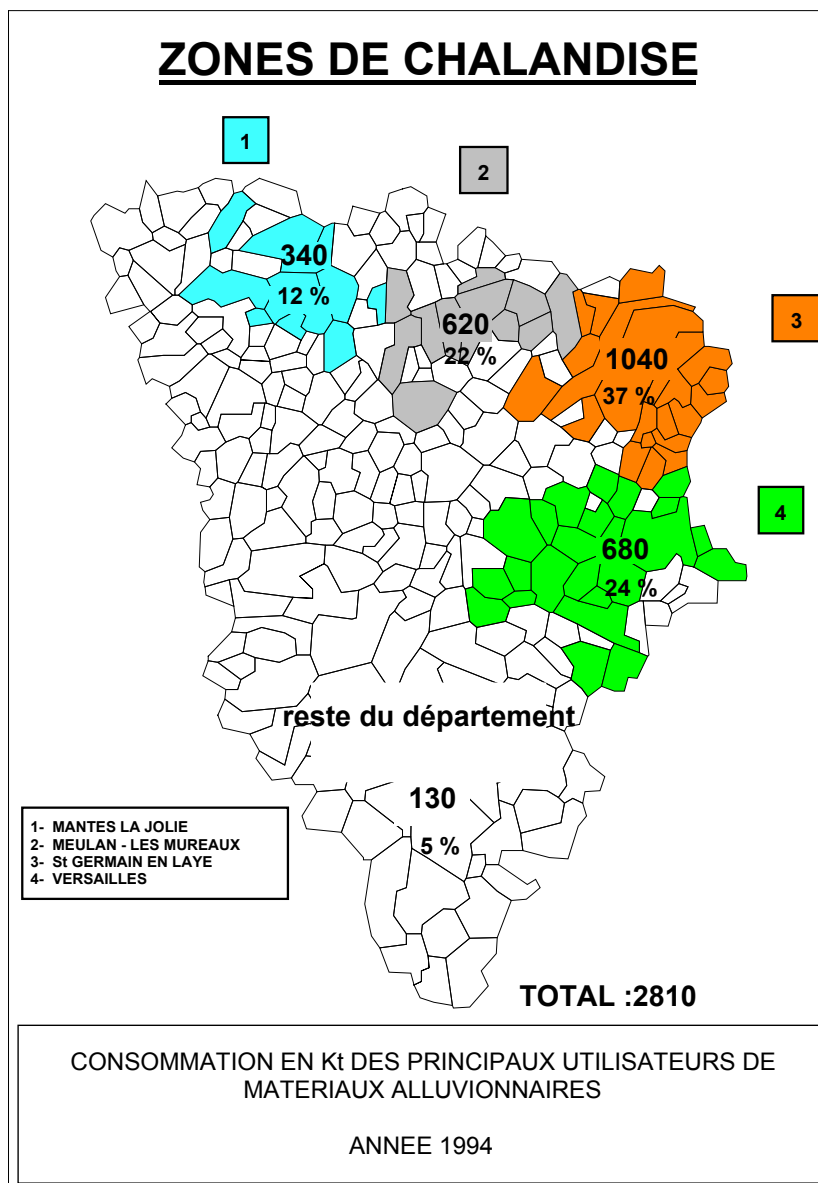 ZONES DE CHALANDISE
1
2
340
12 %
620
22 %
3
1040
37 %
4
680
24 %
reste du département
130
5 %
1- MANTES LA JOLIE
2- MEULAN - LES MUREAUX
3- St GERMAIN EN LAYE
4- VERSAILLES
TOTAL :2810
CONSOMMATION EN Kt DES PRINCIPAUX UTILISATEURS DE
MATERIAUX ALLUVIONNAIRES
ANNEE 1994